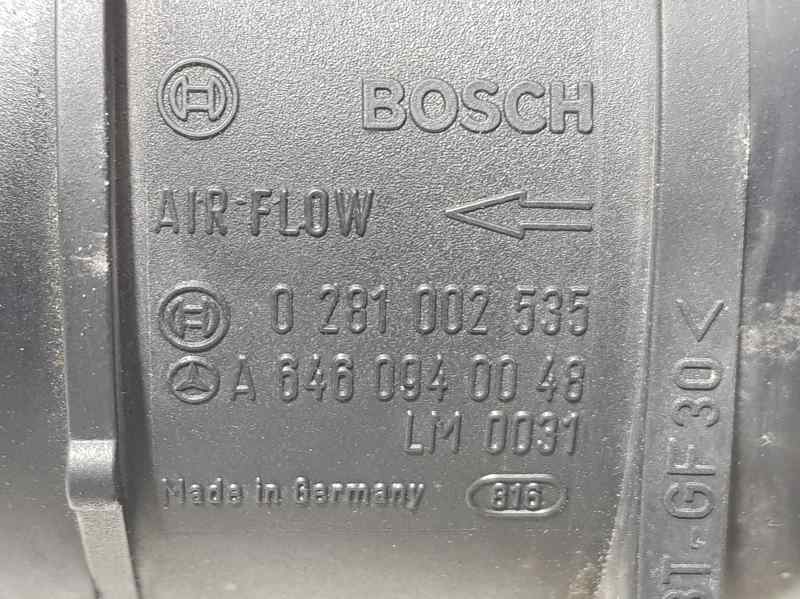 BOSCH
AIR FLOW
0 281 002 535
A 646 094 00 48
LM 0031
Made in Germany 816
BT-GF 30<